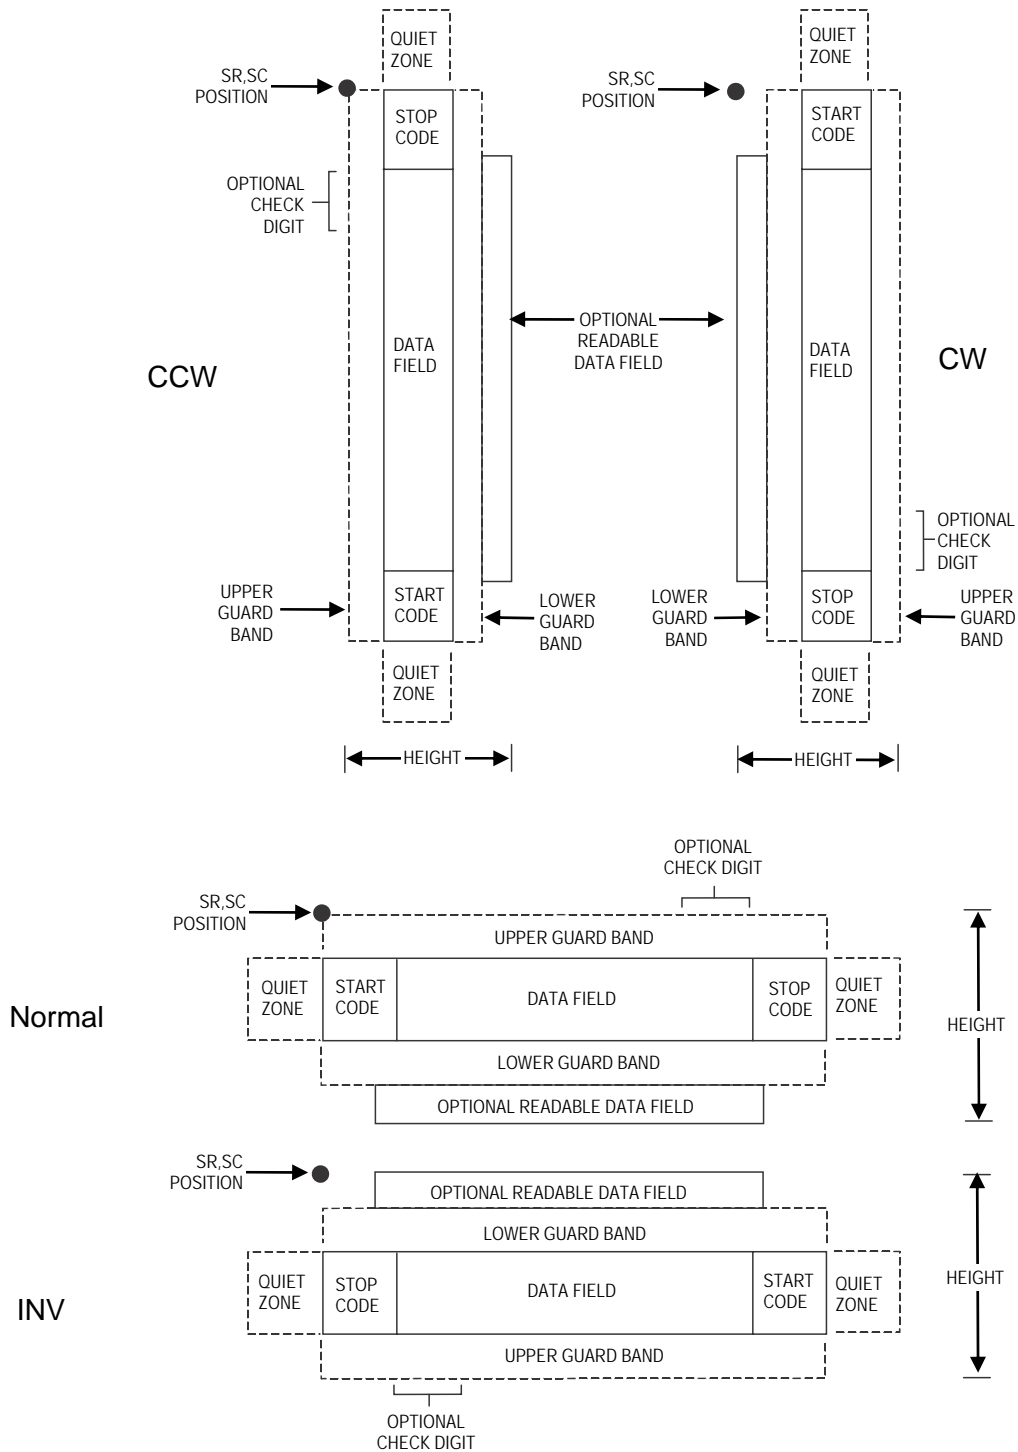 QUIET
ZONE
SR,SC
POSITION
STOP
CODE
OPTIONAL
CHECK
DIGIT
DATA
FIELD
CCW
UPPER
GUARD
BAND
START
CODE
LOWER
GUARD
BAND
QUIET
ZONE
HEIGHT
OPTIONAL
READABLE
DATA FIELD
QUIET
ZONE
SR,SC
POSITION
START
CODE
DATA
FIELD
CW
OPTIONAL
CHECK
DIGIT
LOWER
GUARD
BAND
STOP
CODE
UPPER
GUARD
BAND
QUIET
ZONE
HEIGHT
OPTIONAL
CHECK DIGIT
SR,SC
POSITION
UPPER GUARD BAND
Normal
QUIET
ZONE
START
CODE
DATA FIELD
STOP
CODE
QUIET
ZONE
HEIGHT
LOWER GUARD BAND
OPTIONAL READABLE DATA FIELD
SR,SC
POSITION
OPTIONAL READABLE DATA FIELD
LOWER GUARD BAND
INV
QUIET
ZONE
STOP
CODE
DATA FIELD
START
CODE
QUIET
ZONE
HEIGHT
UPPER GUARD BAND
OPTIONAL
CHECK DIGIT